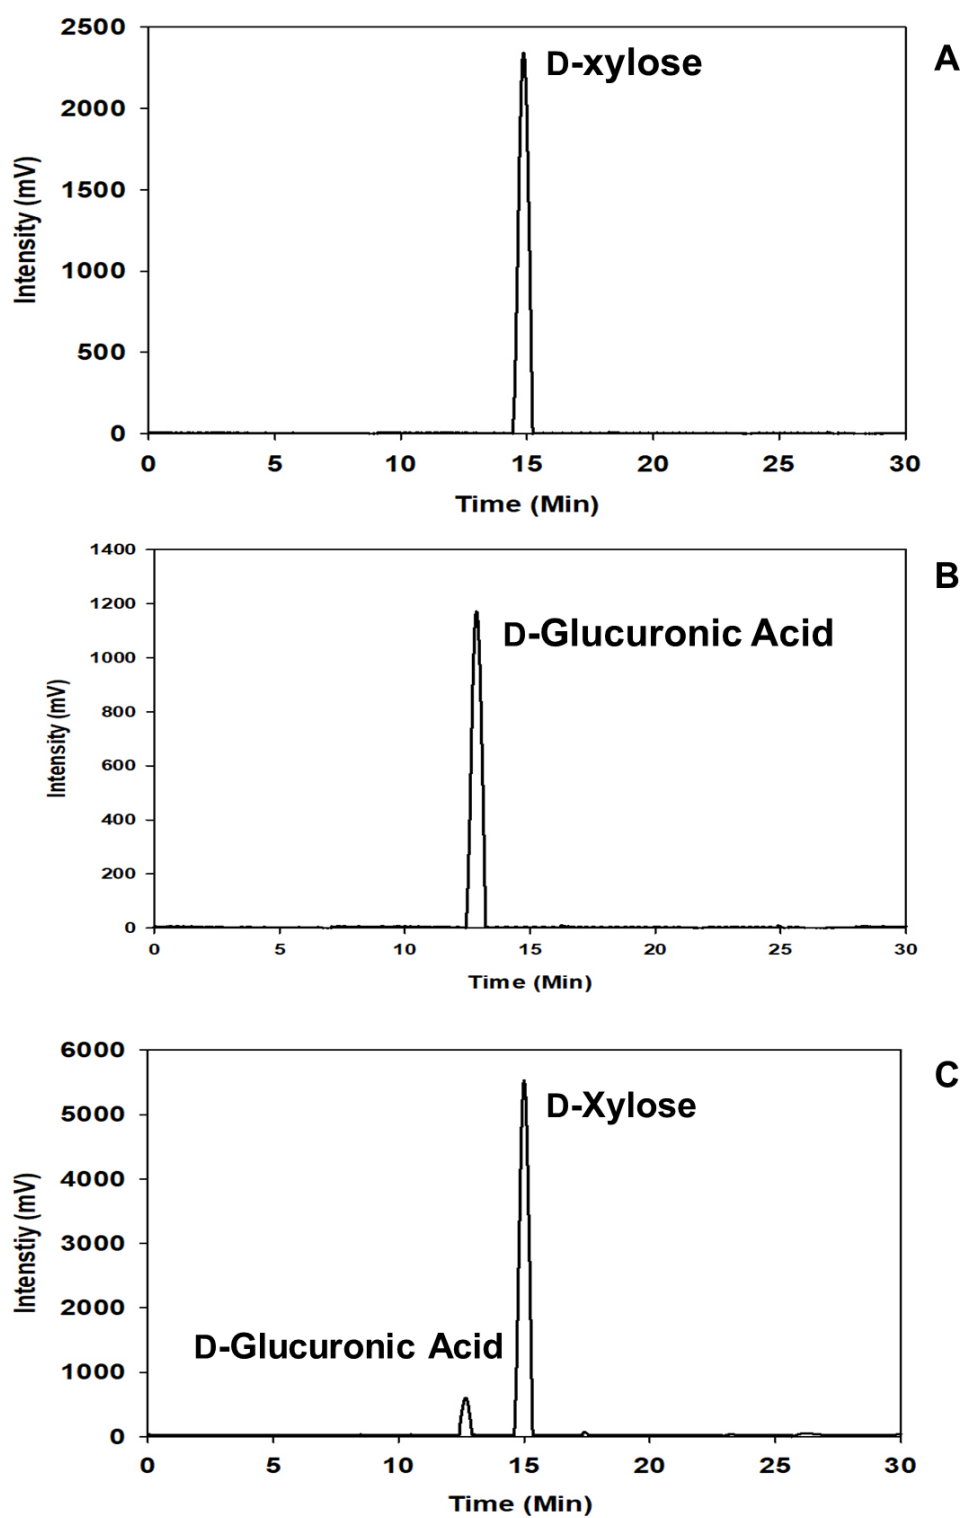 A
D-xylose
2500
2000
1500
1000
500
0
Intensity (mV)
0 5 10 15 20 25 30
Time (Min)
B
D-Glucuronic Acid
1400
1200
1000
800
600
400
200
0
Intensity (mV)
0 5 10 15 20 25 30
Time (Min)
C
D-Xylose
D-Glucuronic Acid
6000
5000
4000
3000
2000
1000
0
Intenstiy (mV)
0 5 10 15 20 25 30
Time (Min)